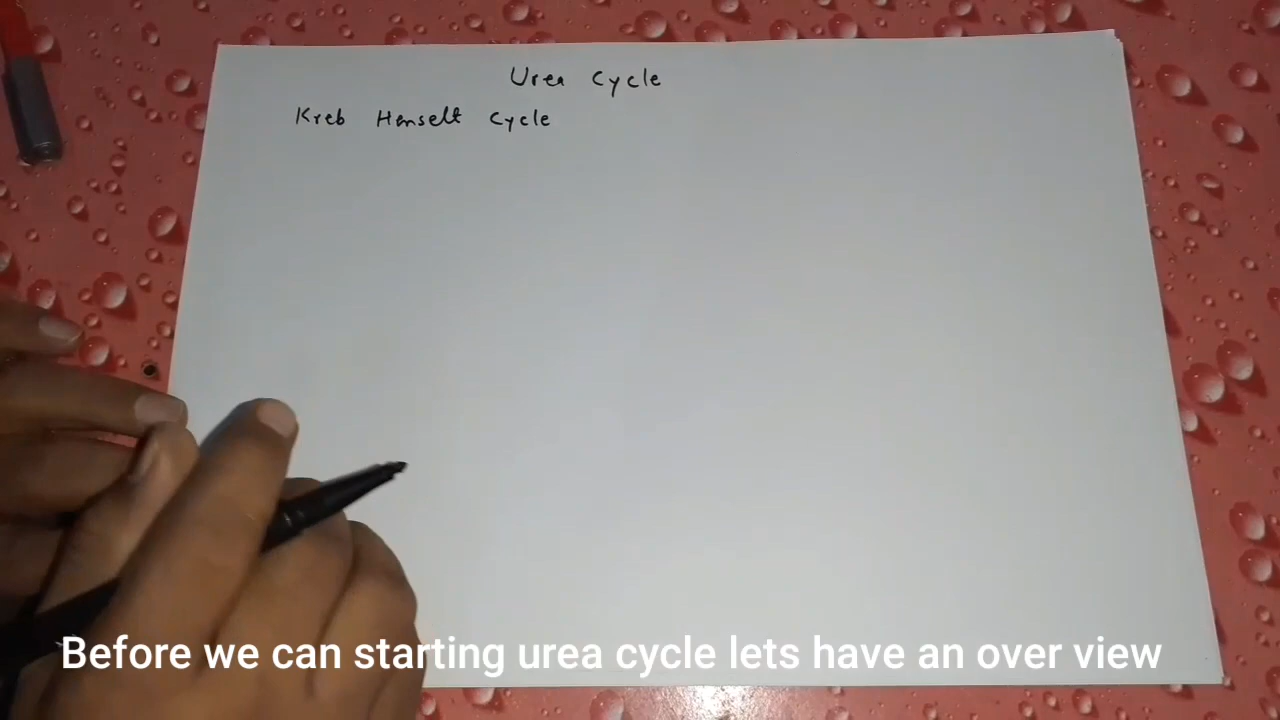 Urea Cycle
Kreb Henselt Cycle
Before we can starting urea cycle lets have an over view